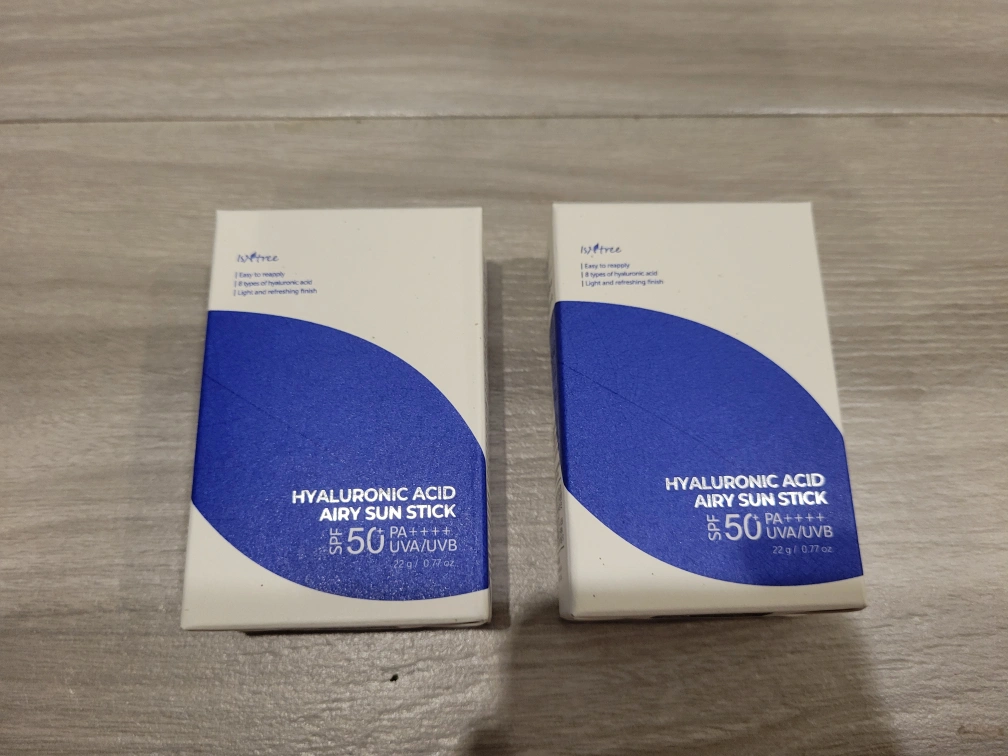 Isntree
Easy to reapply
8 types of hyaluronic acid
Light and refreshing finish
HYALURONIC ACID
AIRY SUN STICK
SPF 50+ PA++++
UVA/UVB
22 g / 0.77 oz
Isntree
Easy to reapply
8 types of hyaluronic acid
Light and refreshing finish
HYALURONIC ACID
AIRY SUN STICK
SPF 50+ PA++++
UVA/UVB
22 g / 0.77 oz